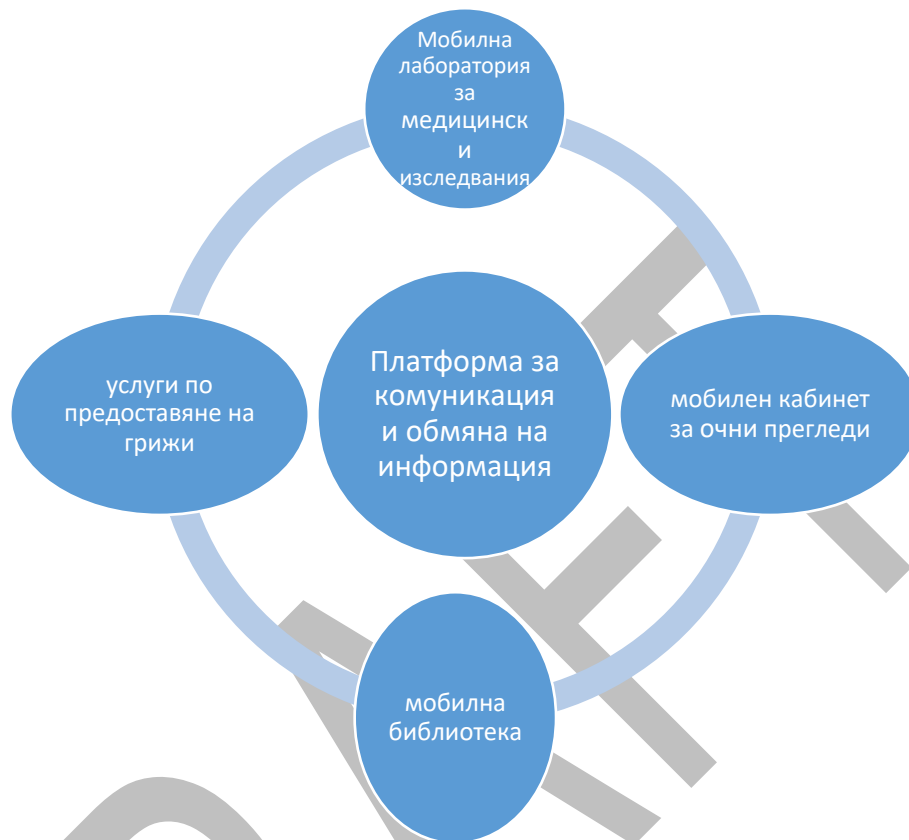 Мобилна
лаборатория
за
медицинск
и
изследвания
Платформа за
комуникация
и обмяна на
информация
услуги по
предоставяне на
грижи
мобилен кабинет
за очни прегледи
мобилна
библиотека